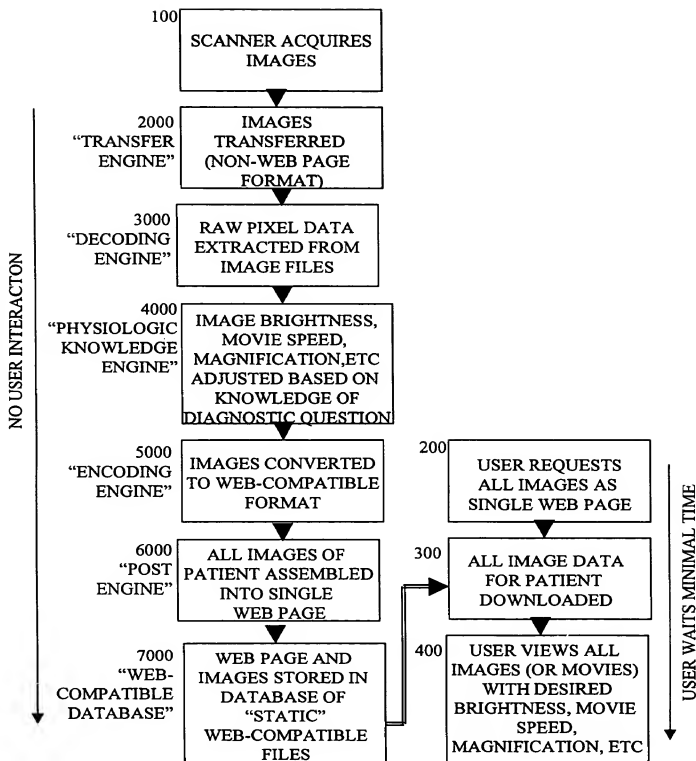 100
SCANNER ACQUIRES
IMAGES
2000
“TRANSFER
ENGINE”
IMAGES
TRANSFERRED
(NON-WEB PAGE
FORMAT)
3000
“DECODING
ENGINE”
RAW PIXEL DATA
EXTRACTED FROM
IMAGE FILES
4000
“PHYSIOLOGIC
KNOWLEDGE
ENGINE”
IMAGE BRIGHTNESS,
MOVIE SPEED,
MAGNIFICATION,ETC
ADJUSTED BASED ON
KNOWLEDGE OF
DIAGNOSTIC QUESTION
5000
“ENCODING
ENGINE”
IMAGES CONVERTED
TO WEB-COMPATIBLE
FORMAT
6000
“POST
ENGINE”
ALL IMAGES OF
PATIENT ASSEMBLED
INTO SINGLE
WEB PAGE
7000
“WEB-
COMPATIBLE
DATABASE”
WEB PAGE AND
IMAGES STORED IN
DATABASE OF
“STATIC”
WEB-COMPATIBLE
FILES
NO USER INTERACTON
200
USER REQUESTS
ALL IMAGES AS
SINGLE WEB PAGE
300
ALL IMAGE DATA
FOR PATIENT
DOWNLOADED
400
USER VIEWS ALL
IMAGES (OR MOVIES)
WITH DESIRED
BRIGHTNESS, MOVIE
SPEED,
MAGNIFICATION, ETC
USER WAITS MINIMAL TIME